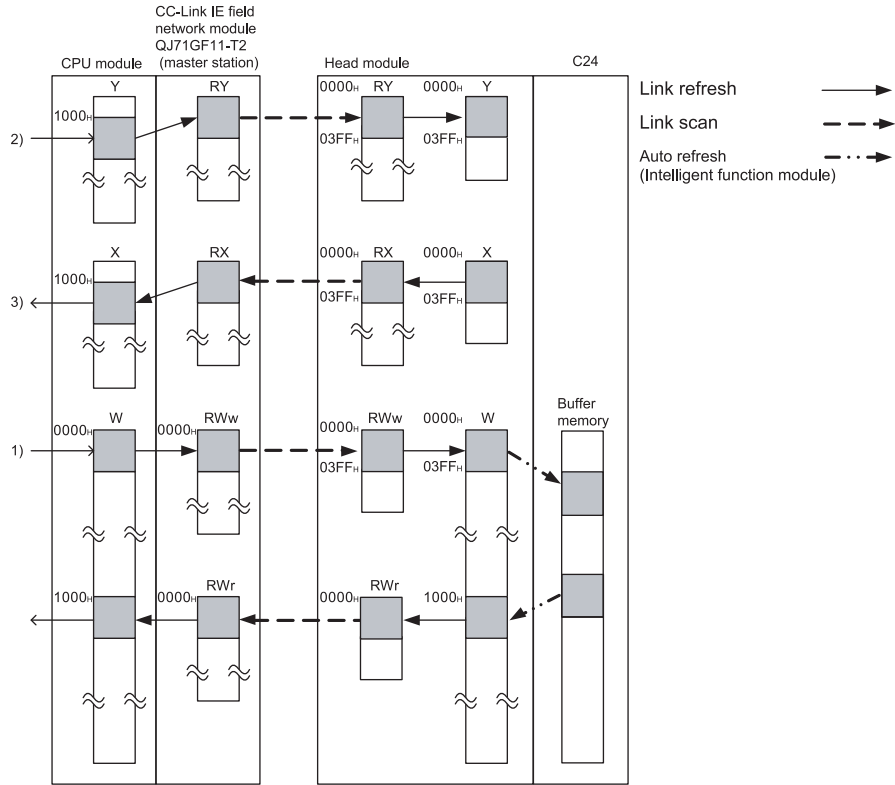 CC-Link IE field
network module
QJ71GF11-T2
(master station)
CPU module
Head module
C24
Y
RY
0000H RY 0000H Y
1000H
2)
03FFH 03FFH
Link refresh
Link scan
Auto refresh
(Intelligent function module)
X
RX
0000H RX 0000H X
1000H
3)
03FFH 03FFH
W
RWw
RWw
0000H W
0000H 0000H 0000H
1)
03FFH 03FFH
Buffer
memory
RWr
RWr
1000H 0000H 0000H 1000H